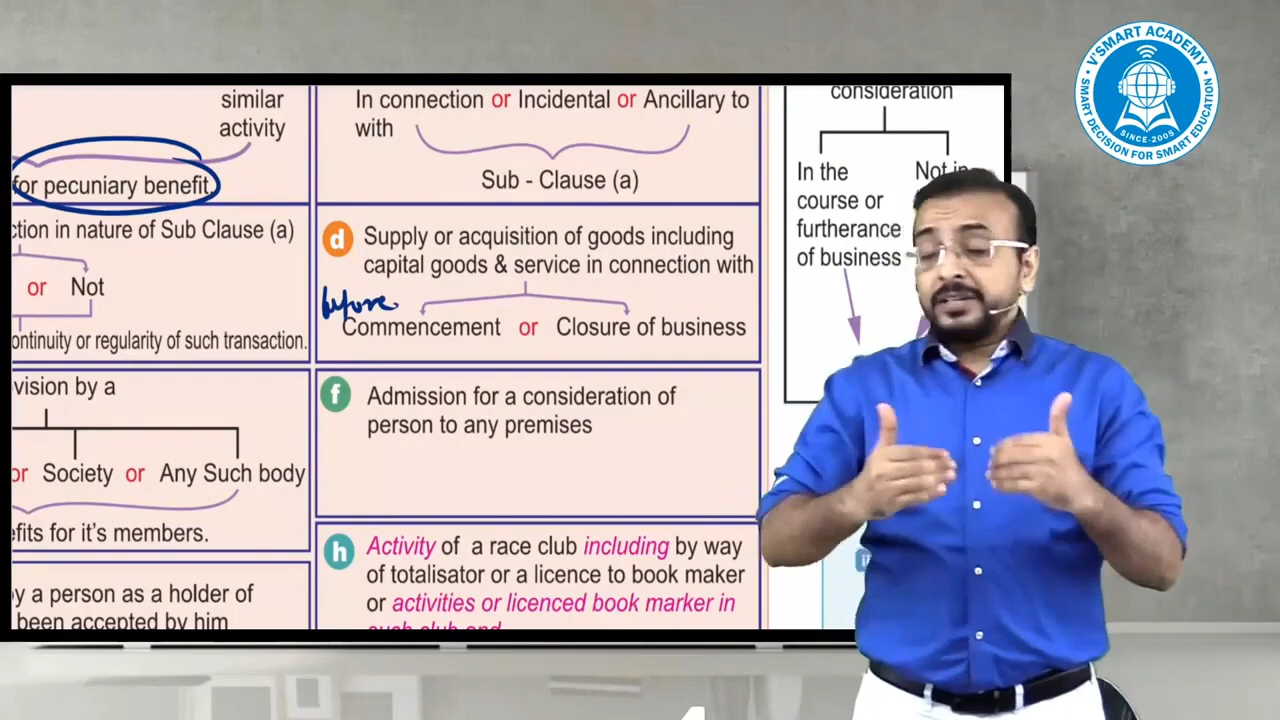 similar
activity
for pecuniary benefit.
ction in nature of Sub Clause (a)
or Not
ontinuity or regularity of such transaction.
vision by a
or Society or Any Such body
efits for it's members.
y a person as a holder of
been accepted by him
In connection or Incidental or Ancillary to
with
Sub - Clause (a)
d Supply or acquisition of goods including
capital goods & service in connection with
before
Commencement or Closure of business
f Admission for a consideration of
person to any premises
h Activity of a race club including by way
of totalisator or a licence to book maker
or activities or licenced book marker in
such club and
consideration
In the
course or
furtherance
of business
Not in
V'SMART ACADEMY
SINCE-2005
SMART DECISION FOR SMART EDUCATION